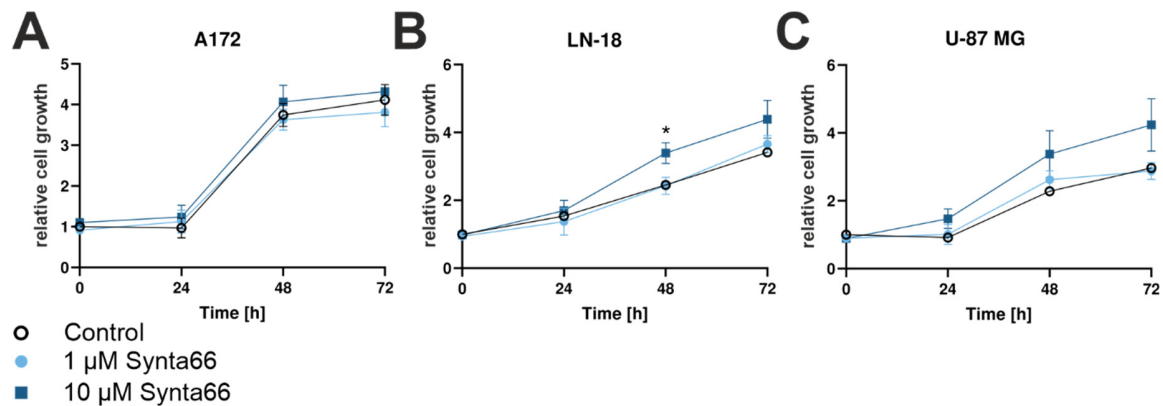 A
A172
relative cell growth
5
4
3
2
1
0
0 24 48 72
Time [h]
B
LN-18
relative cell growth
6
4
2
0
*
0 24 48 72
Time [h]
C
U-87 MG
relative cell growth
6
4
2
0
0 24 48 72
Time [h]
Control
1 µM Synta66
10 µM Synta66